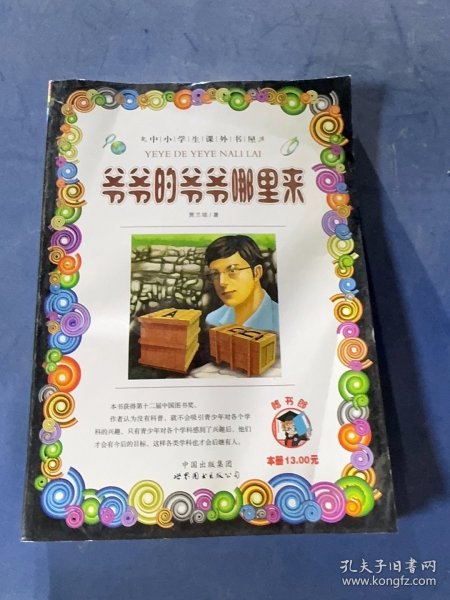 中小学生课外书屋
YEYE DE YEYE NALI LAI
爷爷的爷爷哪里来
贾兰坡/著
A
本书获得第十二届中国图书奖。
作者认为没有科普，就不会吸引青少年对各个学
科的兴趣，只有青少年对各个学科感到了兴趣后，他们
才会有今后的目标，这样各类学科也才会后继有人。
本册13.00元
中国出版集团
世界图书出版公司
孔夫子旧书网
www.kongfz.com